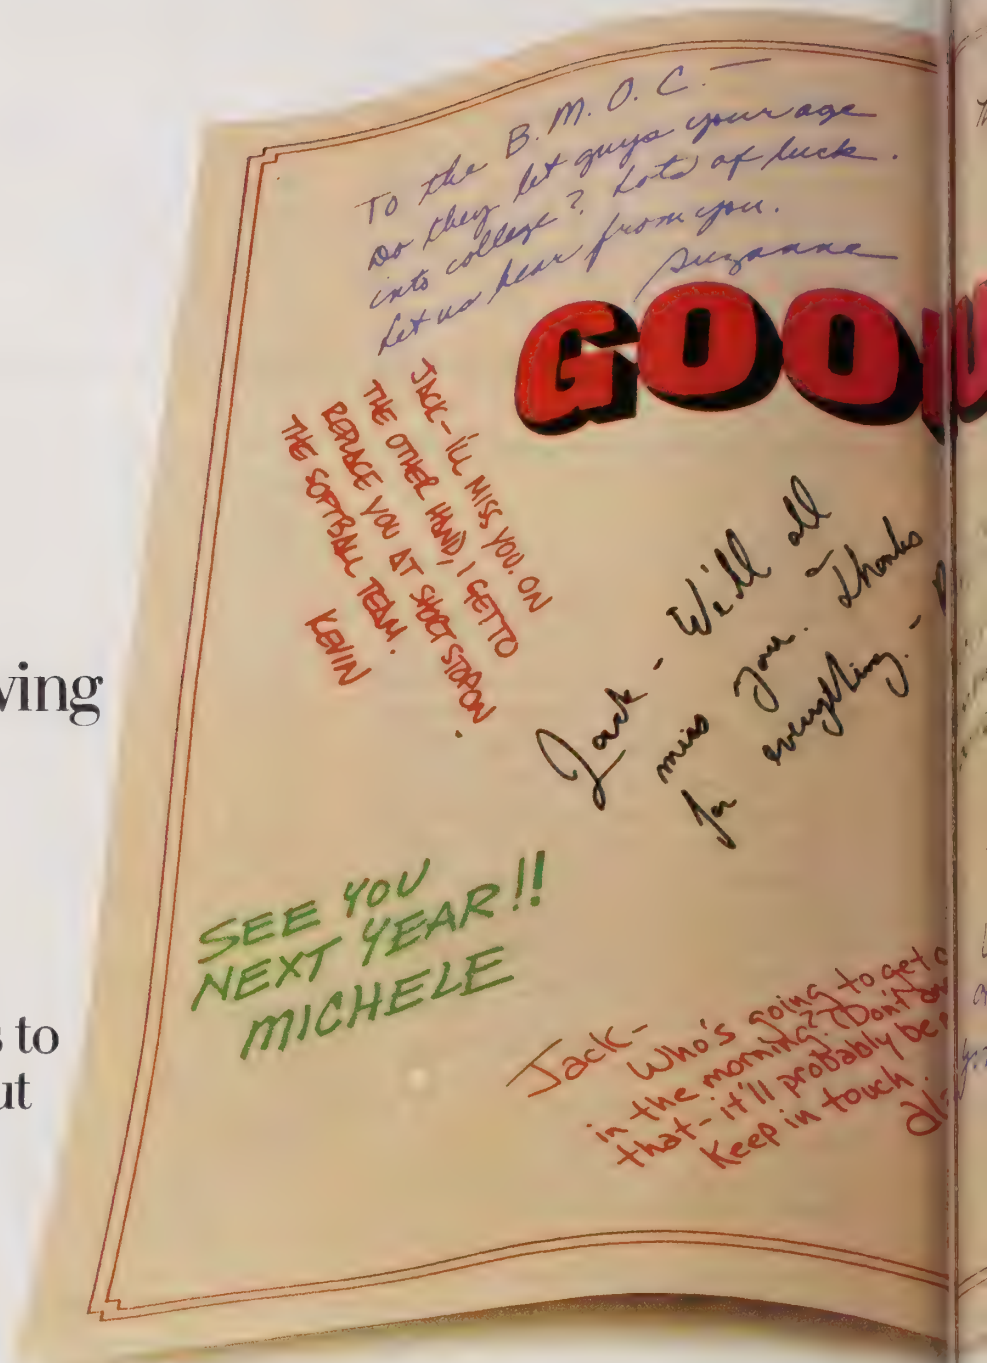 To the B.M.O.C. —
Do they let guys your age
into college? Lots of luck.
Let us hear from you.
Suzanne
GOO
JACK - I'LL MISS YOU. ON
THE OTHER HAND, I GET TO
REPLACE YOU AT SHORT STOP ON
THE SOFTBALL TEAM.
KEVIN
Jack - We'll all
miss you. Thanks
for everything. -
ving
SEE YOU
NEXT YEAR!!
MICHELE
s to
ut
Jack-
Who's going to get
in the morning? (Don't
that - it'll probably be
Keep in touch.